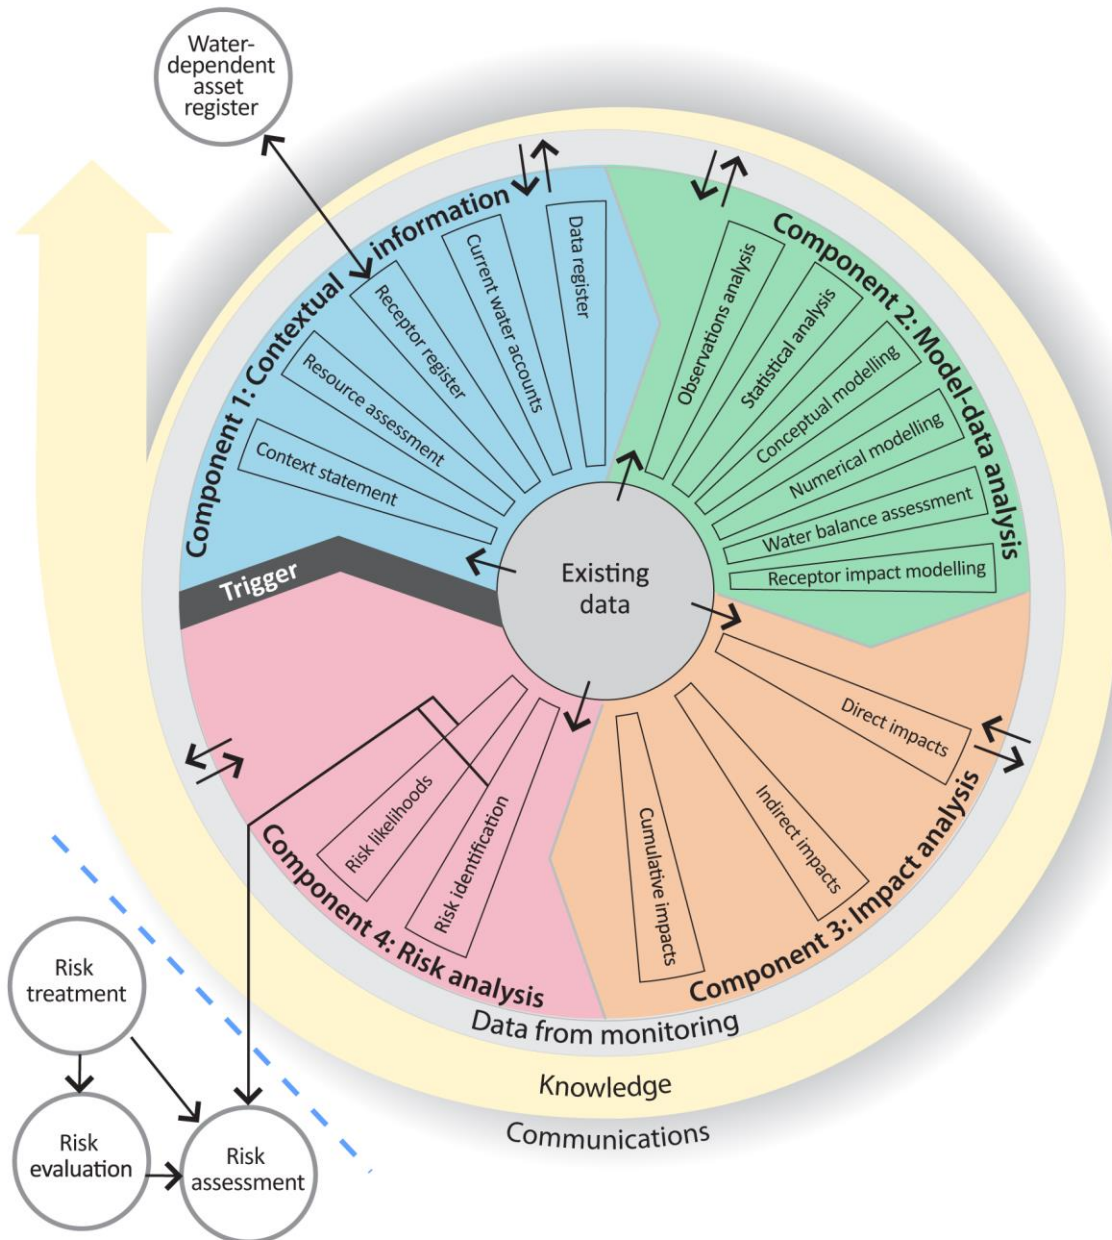 Water-
dependent
asset
register
Component 1: Contextual information
Data register
Current water accounts
Receptor register
Resource assessment
Context statement
Component 2: Model-data analysis
Observations analysis
Statistical analysis
Conceptual modelling
Numerical modelling
Water balance assessment
Receptor impact modelling
Trigger
Existing
data
Direct impacts
Indirect impacts
Cumulative impacts
Component 3: Impact analysis
Risk likelihoods
Risk identification
Component 4: Risk analysis
Data from monitoring
Knowledge
Communications
Risk
treatment
Risk
evaluation
Risk
assessment